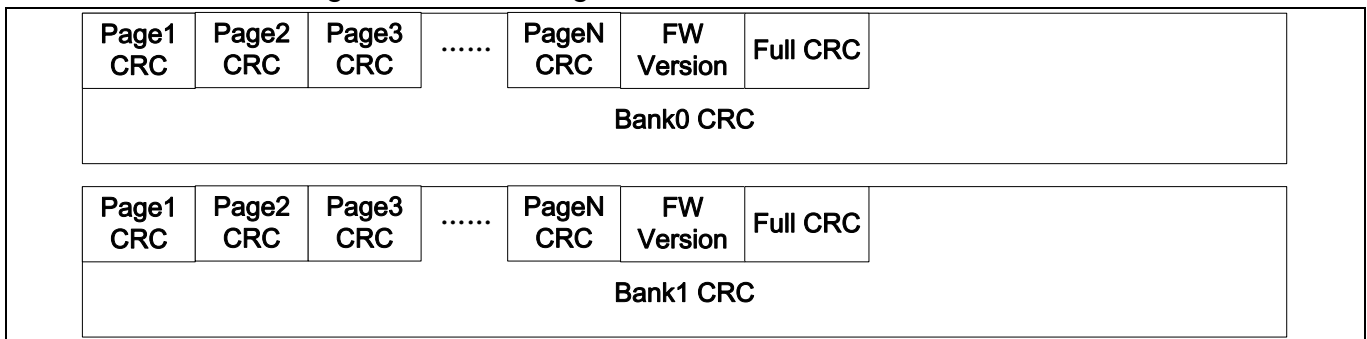 Page1 Page2 Page3 ...... PageN FW Full CRC
CRC CRC CRC CRC Version
Bank0 CRC
Page1 Page2 Page3 ...... PageN FW Full CRC
CRC CRC CRC CRC Version
Bank1 CRC